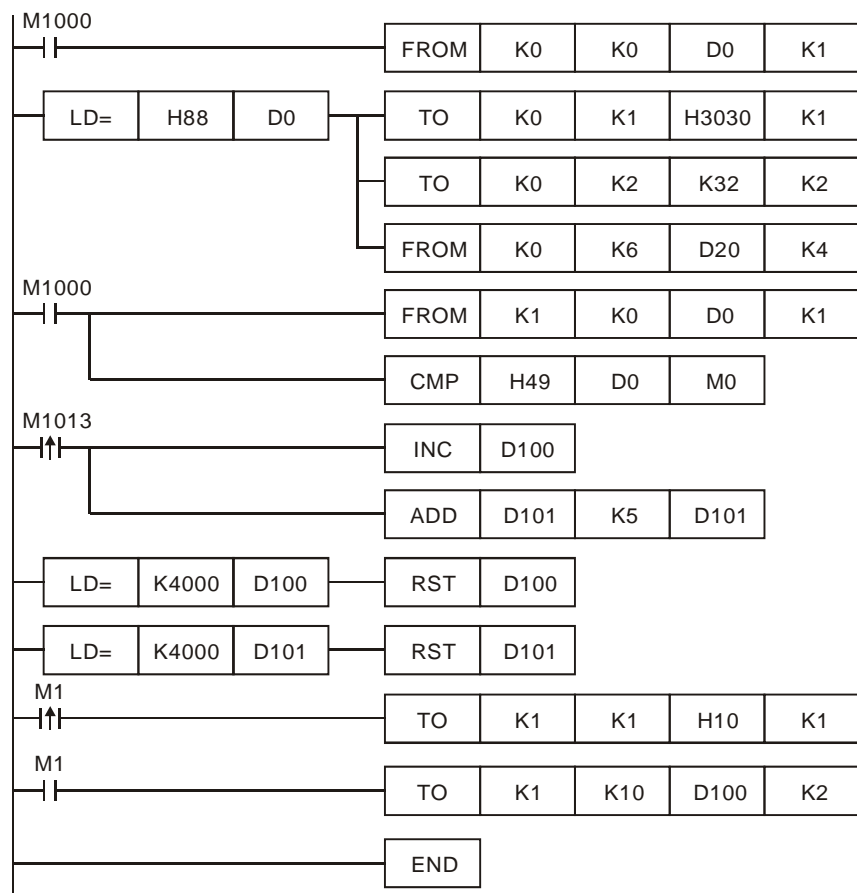 M1000
FROM K0 K0 D0 K1
LD= H88 D0 TO K0 K1 H3030 K1
TO K0 K2 K32 K2
FROM K0 K6 D20 K4
M1000
FROM K1 K0 D0 K1
CMP H49 D0 M0
M1013
INC D100
ADD D101 K5 D101
LD= K4000 D100 RST D100
LD= K4000 D101 RST D101
M1
TO K1 K1 H10 K1
M1
TO K1 K10 D100 K2
END